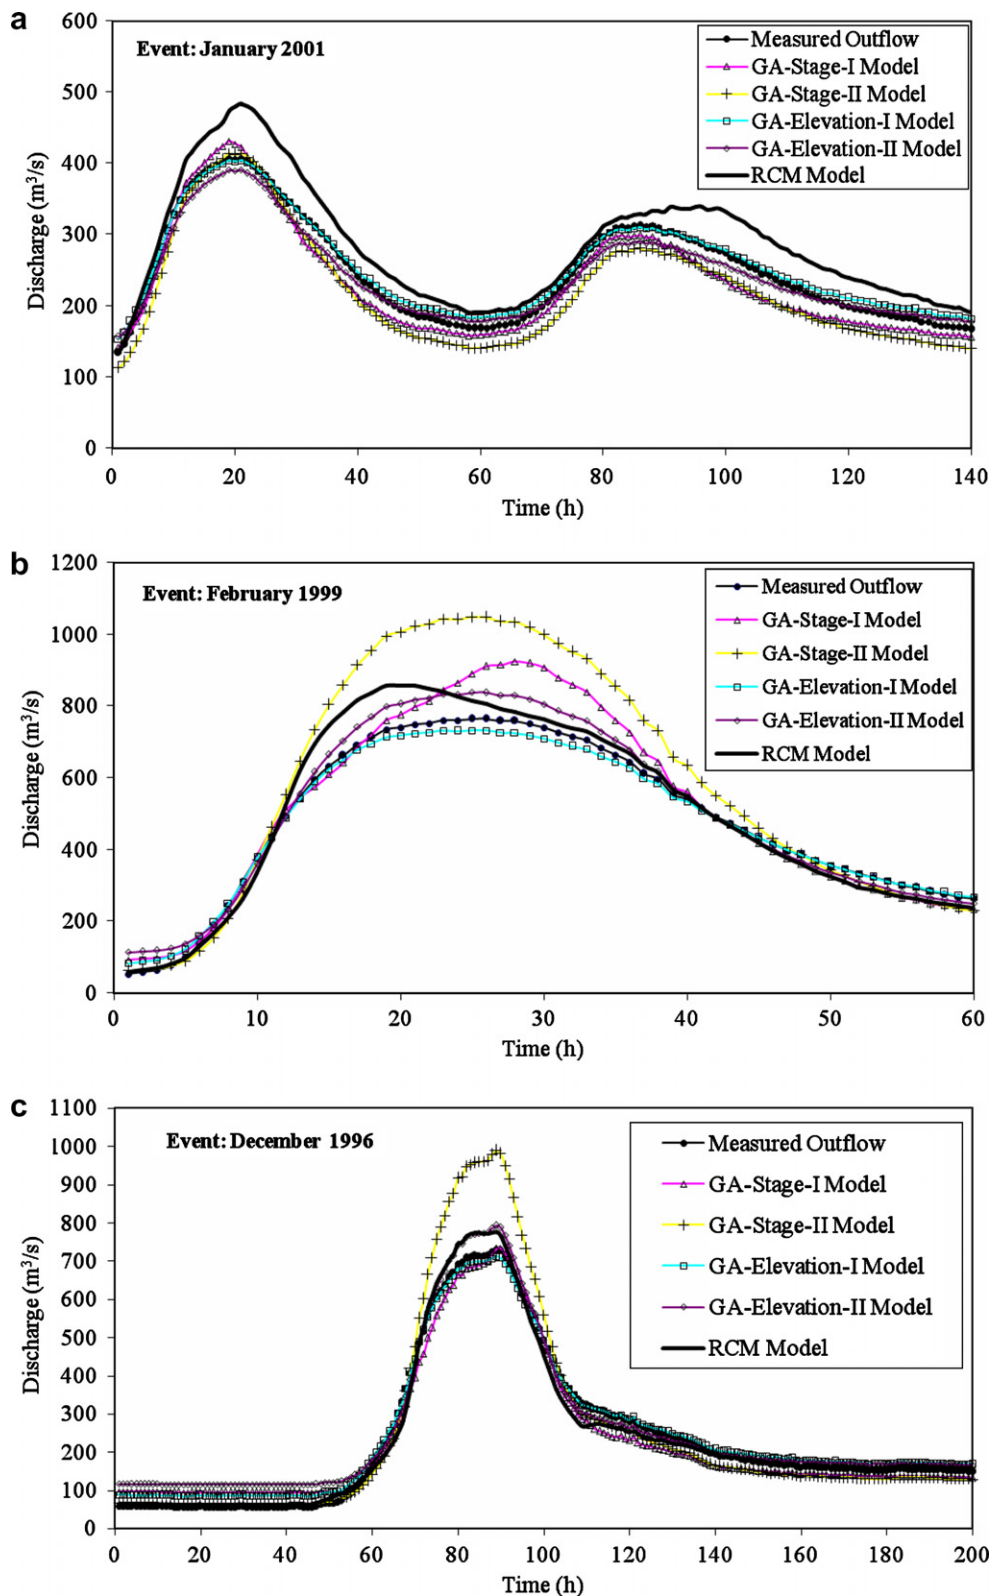 a
Event: January 2001
Measured Outflow
GA-Stage-I Model
GA-Stage-II Model
GA-Elevation-I Model
GA-Elevation-II Model
RCM Model
Discharge (m³/s)
600
500
400
300
200
100
0
0 20 40 60 80 100 120 140
Time (h)
b
Event: February 1999
Measured Outflow
GA-Stage-I Model
GA-Stage-II Model
GA-Elevation-I Model
GA-Elevation-II Model
RCM Model
Discharge (m³/s)
1200
1000
800
600
400
200
0
0 10 20 30 40 50 60
Time (h)
c
Event: December 1996
Measured Outflow
GA-Stage-I Model
GA-Stage-II Model
GA-Elevation-I Model
GA-Elevation-II Model
RCM Model
Discharge (m³/s)
1100
1000
900
800
700
600
500
400
300
200
100
0
0 20 40 60 80 100 120 140 160 180 200
Time (h)